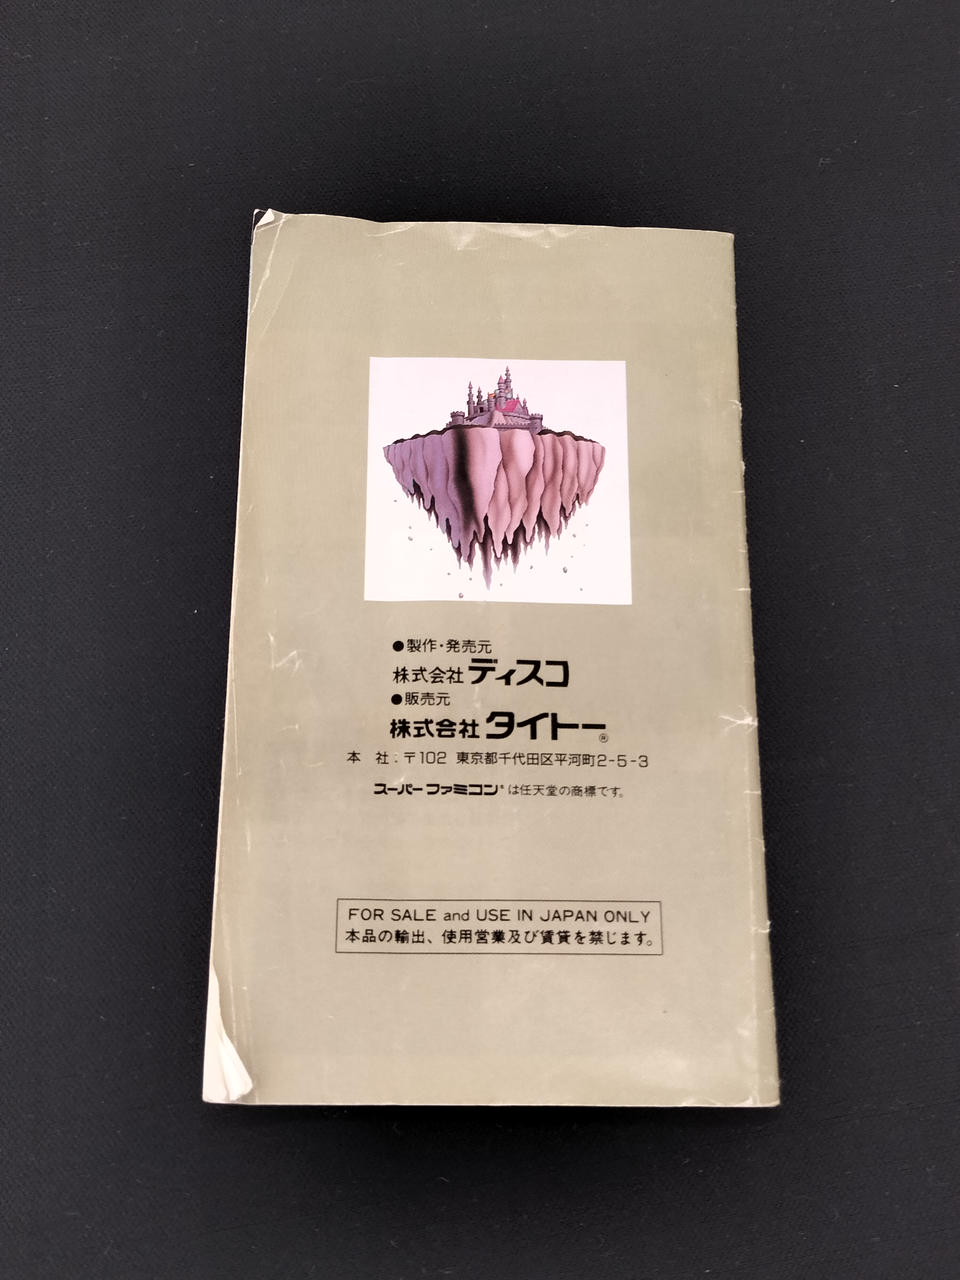 ●製作・発売元
株式会社ディスコ
●販売元
株式会社タイトー®
本 社：〒102 東京都千代田区平河町2-5-3
スーパーファミコン®は任天堂の商標です。
FOR SALE and USE IN JAPAN ONLY
本品の輸出、使用営業及び賃貸を禁じます。